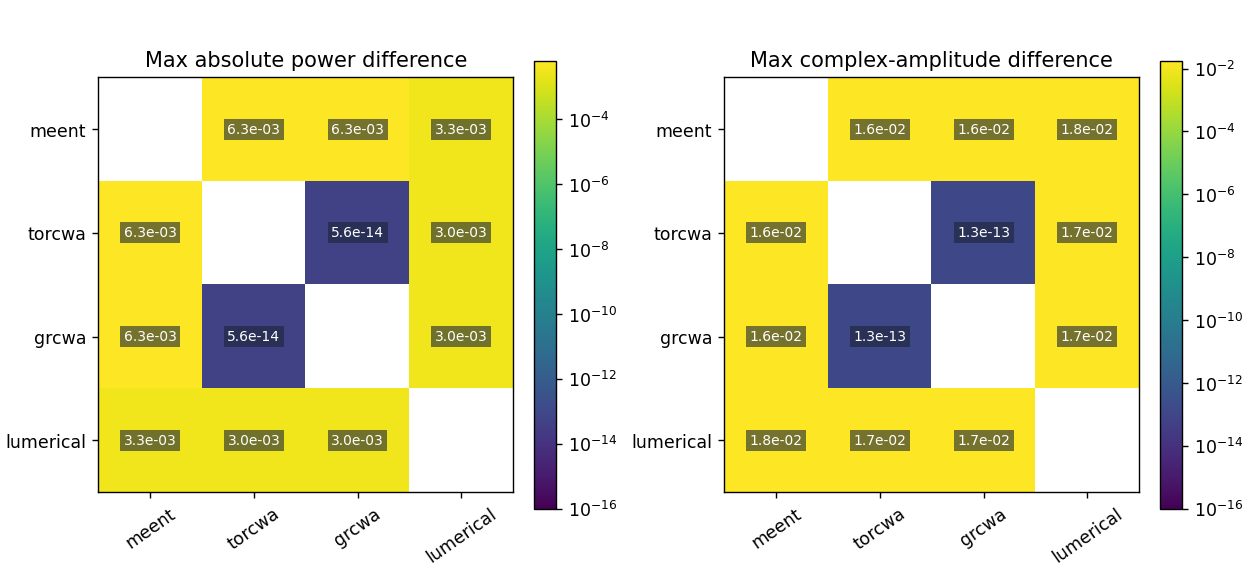 Max absolute power difference
meent
torcwa
grcwa
lumerical
6.3e-03 6.3e-03 3.3e-03
6.3e-03 5.6e-14 3.0e-03
6.3e-03 5.6e-14 3.0e-03
3.3e-03 3.0e-03 3.0e-03
meent torcwa grcwa lumerical
10⁻⁴
10⁻⁶
10⁻⁸
10⁻¹⁰
10⁻¹²
10⁻¹⁴
10⁻¹⁶
Max complex-amplitude difference
meent
torcwa
grcwa
lumerical
1.6e-02 1.6e-02 1.8e-02
1.6e-02 1.3e-13 1.7e-02
1.6e-02 1.3e-13 1.7e-02
1.8e-02 1.7e-02 1.7e-02
meent torcwa grcwa lumerical
10⁻²
10⁻⁴
10⁻⁶
10⁻⁸
10⁻¹⁰
10⁻¹²
10⁻¹⁴
10⁻¹⁶